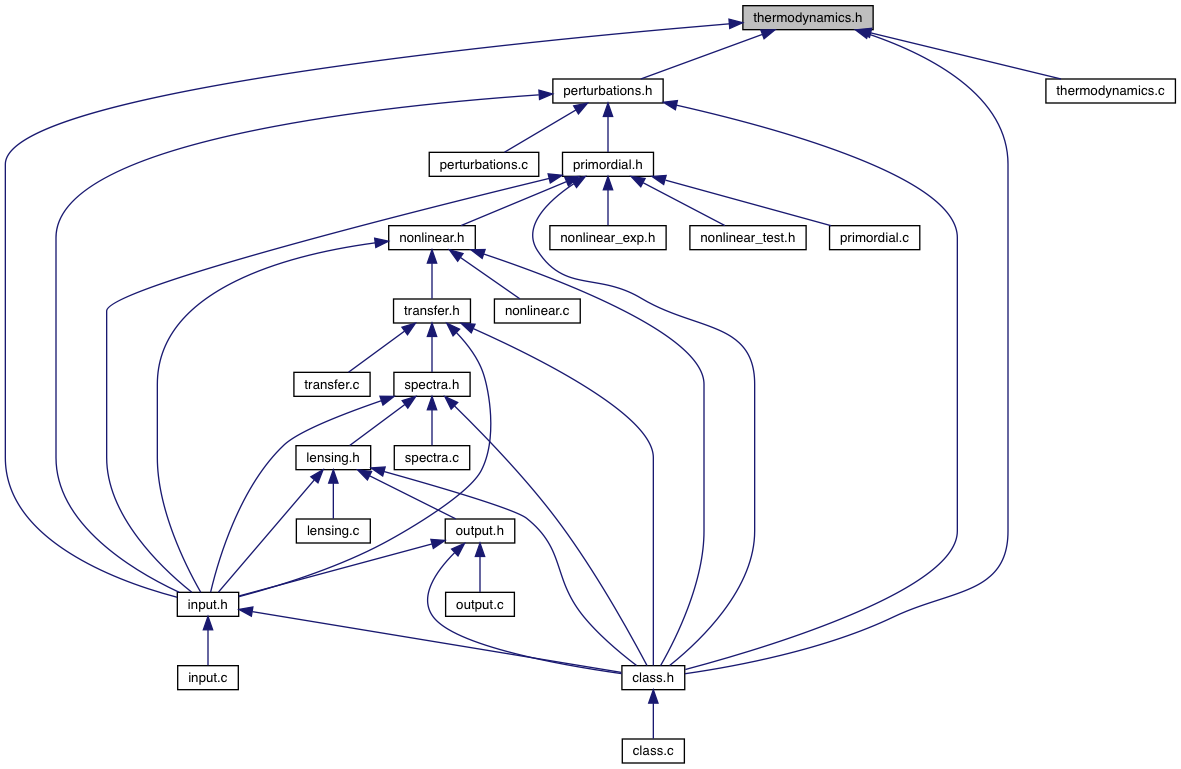 thermodynamics.h
perturbations.h
thermodynamics.c
perturbations.c
primordial.h
nonlinear.h
nonlinear_exp.h
nonlinear_test.h
primordial.c
transfer.h
nonlinear.c
transfer.c
spectra.h
lensing.h
spectra.c
lensing.c
output.h
input.h
output.c
input.c
class.h
class.c